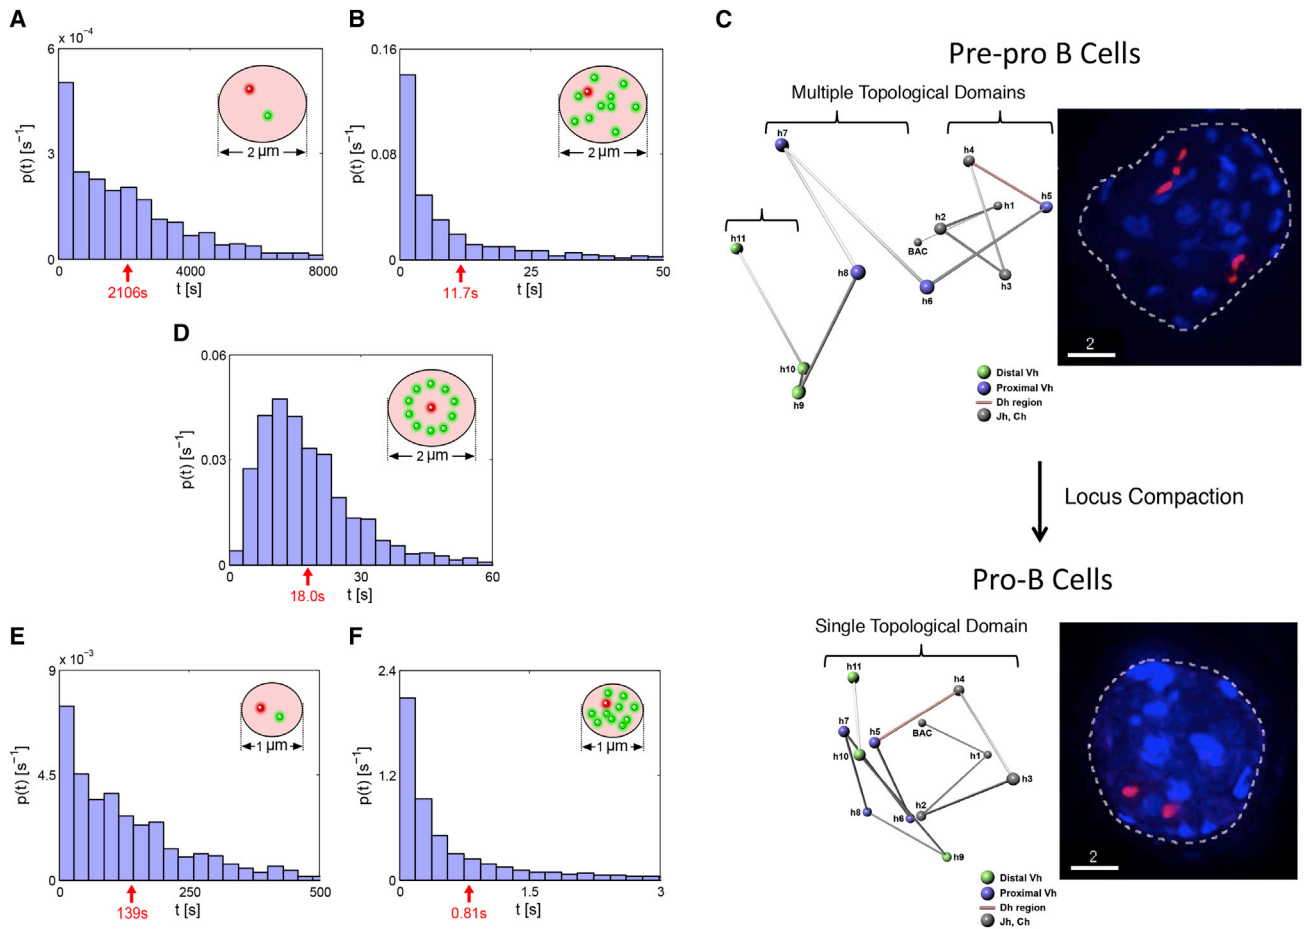 A
× 10⁻⁴
6
3
0
p(t) [s⁻¹]
2 µm
0 4000 8000
2106s
t [s]
B
0.16
0.08
0
p(t) [s⁻¹]
2 µm
0 25 50
11.7s
t [s]
C
Pre-pro B Cells
Multiple Topological Domains
h7
h4
h5
h1
h2
BAC
h11
h8
h3
h6
h10
h9
Distal Vh
Proximal Vh
Dh region
Jh, Ch
2
D
0.06
0.03
0
p(t) [s⁻¹]
2 µm
0 30 60
18.0s
t [s]
Locus Compaction
Pro-B Cells
Single Topological Domain
h11
h4
h7
h5
BAC
h10
h1
h3
h8
h6
h2
h9
Distal Vh
Proximal Vh
Dh region
Jh, Ch
2
E
× 10⁻³
9
4.5
0
p(t) [s⁻¹]
1 µm
0 250 500
139s
t [s]
F
2.4
1.2
0
p(t) [s⁻¹]
1 µm
0 1.5 3
0.81s
t [s]